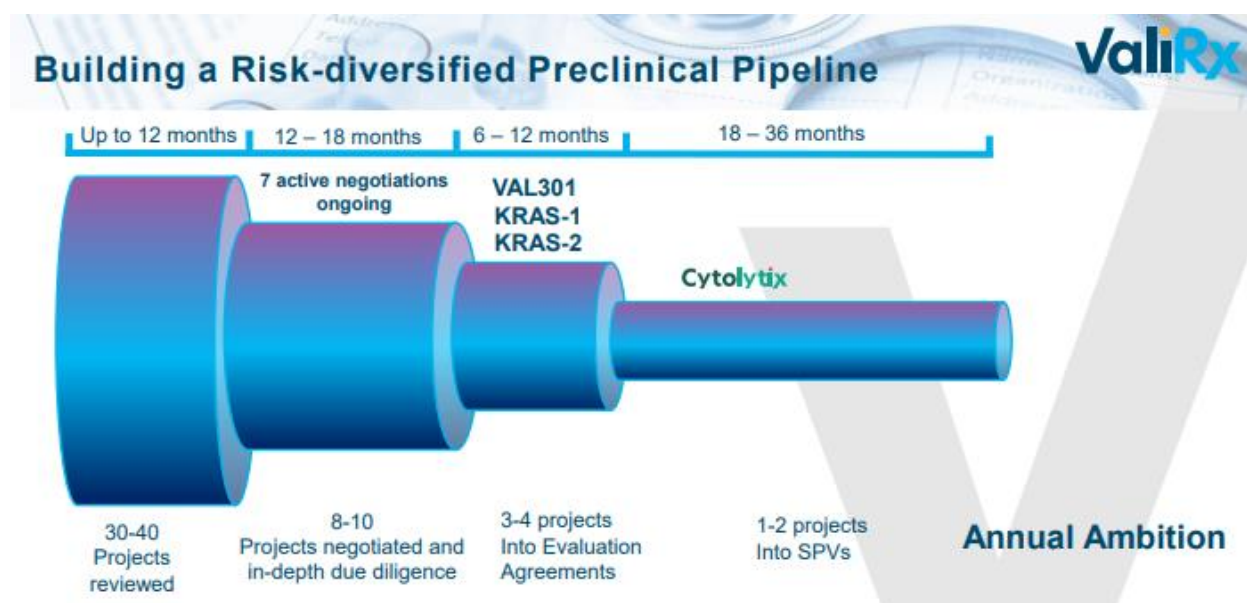 Building a Risk-diversified Preclinical Pipeline
ValiRx
Up to 12 months
12 – 18 months
6 – 12 months
18 – 36 months
7 active negotiations
ongoing
VAL301
KRAS-1
KRAS-2
Cytolytix
30-40
Projects
reviewed
8-10
Projects negotiated and
in-depth due diligence
3-4 projects
Into Evaluation
Agreements
1-2 projects
Into SPVs
Annual Ambition